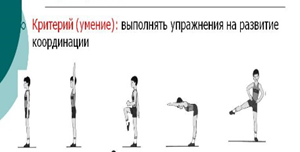 Критерий (умение): выполнять упражнения на развитие
координации